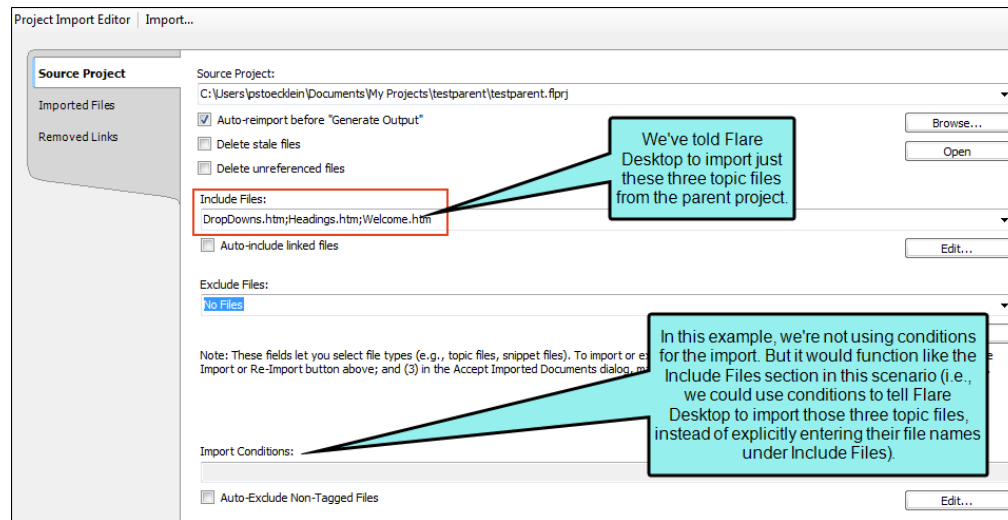 Project Import Editor Import...
Source Project
Imported Files
Removed Links
Source Project:
C:\Users\pstoecklein\Documents\My Projects\testparent\testparent.flprj
Auto-reimport before "Generate Output"
Browse...
Delete stale files
Open
Delete unreferenced files
We've told Flare
Desktop to import just
these three topic files
from the parent project.
Include Files:
DropDowns.htm;Headings.htm;Welcome.htm
Auto-include linked files
Edit...
Exclude Files:
No Files
Note: These fields let you select file types (e.g., topic files, snippet files). To import or
Import or Re-Import button above; and (3) in the Accept Imported Documents dialog,
In this example, we're not using conditions
for the import. But it would function like the
Include Files section in this scenario (i.e.,
we could use conditions to tell Flare
Desktop to import those three topic files,
instead of explicitly entering their file names
under Include Files).
Import Conditions:
Auto-Exclude Non-Tagged Files
Edit...